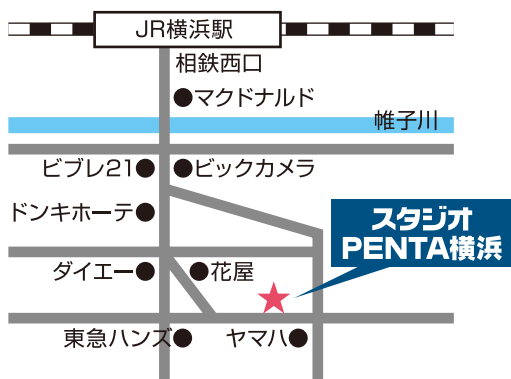 JR横浜駅
相鉄西口
●マクドナルド
帷子川
ビブレ21●
●ビックカメラ
ドンキホーテ●
スタジオ
PENTA横浜
ダイエー●
●花屋
東急ハンズ●
ヤマハ●